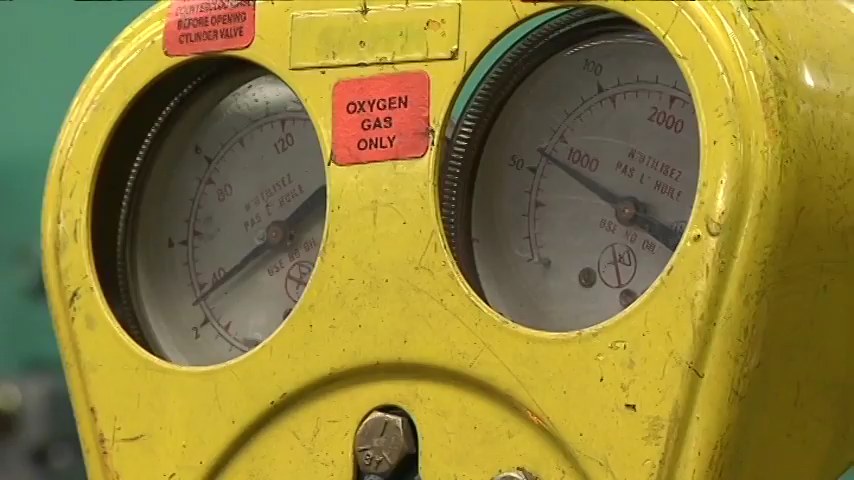 COUNTERCLOCKWISE
BEFORE OPENING
CYLINDER VALVE
OXYGEN
GAS
ONLY
120
80
40
2
N'UTILISEZ
PAS L'HUILE
USE NO OIL
100
50
2000
1000
N'UTILISEZ
PAS L'HUILE
USE NO OIL